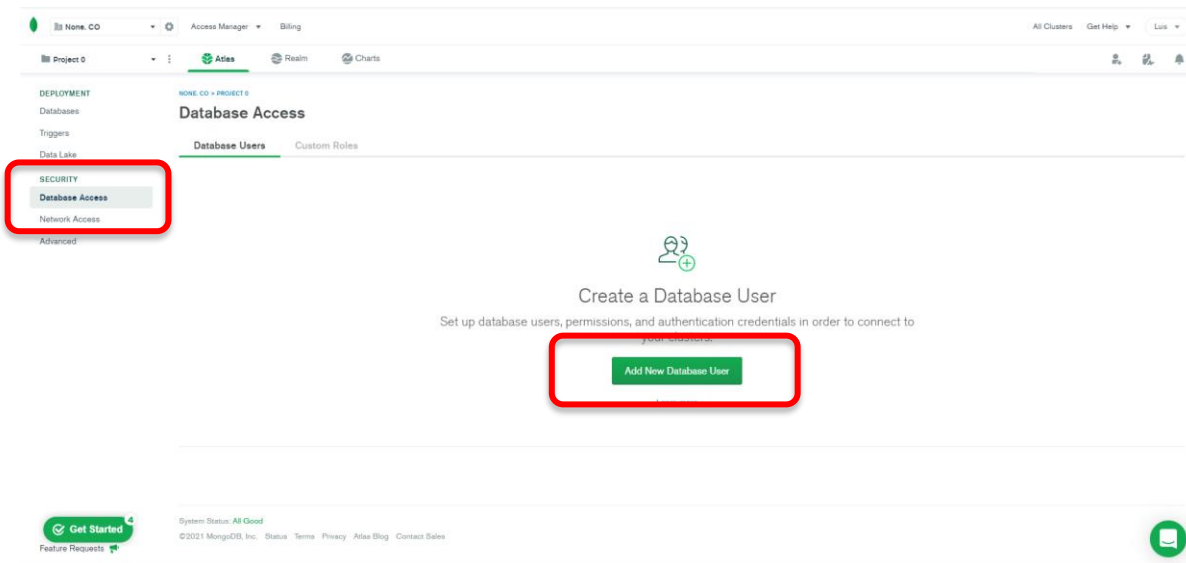 None. CO
Access Manager
Billing
All Clusters
Get Help
Luis
Project 0
Atlas
Realm
Charts
DEPLOYMENT
Databases
Triggers
Data Lake
SECURITY
Database Access
Network Access
Advanced
NONE. CO > PROJECT 0
Database Access
Database Users
Custom Roles
Create a Database User
Set up database users, permissions, and authentication credentials in order to connect to
your clusters.
Add New Database User
Get Started
4
Feature Requests
System Status: All Good
©2021 MongoDB, Inc. Status Terms Privacy Atlas Blog Contact Sales